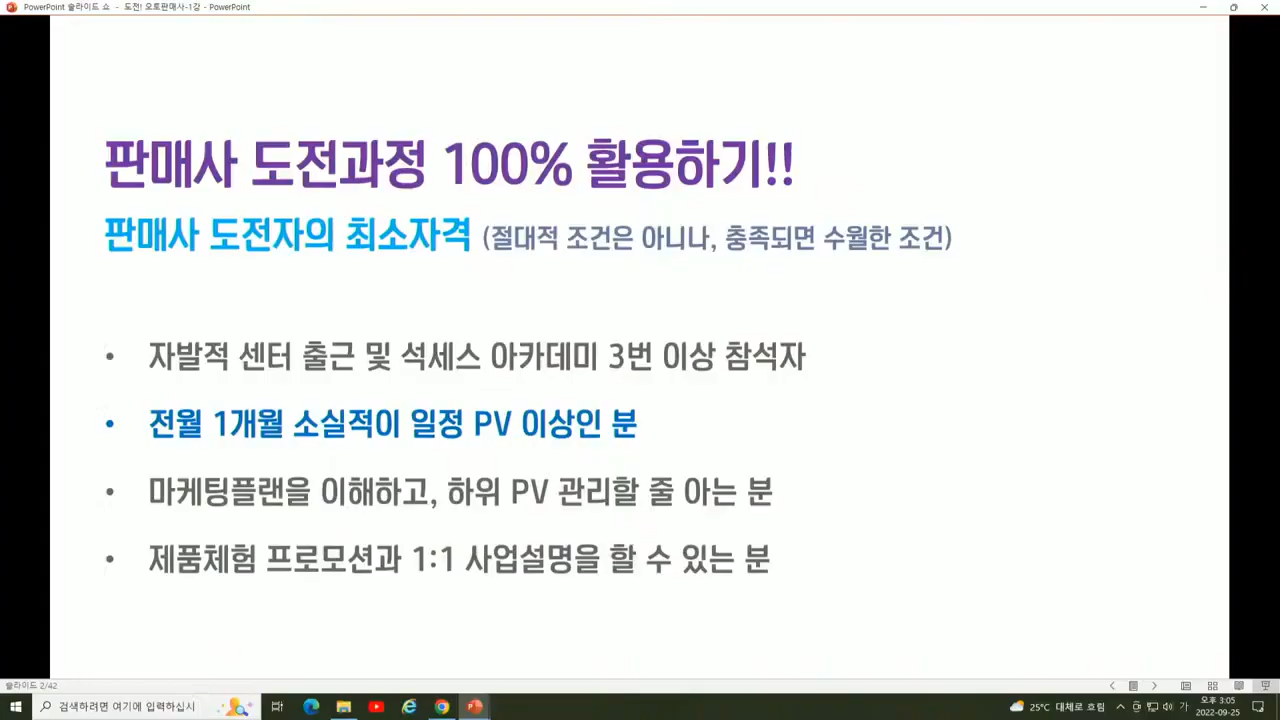 PowerPoint 슬라이드 쇼 - 도전! 오토판매사-1강 - PowerPoint
판매사 도전과정 100% 활용하기!!
판매사 도전자의 최소자격 (절대적 조건은 아니나, 충족되면 수월한 조건)
• 자발적 센터 출근 및 석세스 아카데미 3번 이상 참석자
• 전월 1개월 소실적이 일정 PV 이상인 분
• 마케팅플랜을 이해하고, 하위 PV 관리할 줄 아는 분
• 제품체험 프로모션과 1:1 사업설명을 할 수 있는 분
슬라이드 2/42
검색하려면 여기에 입력하십시
25°C 대체로 흐림
가
오후 3:05
2022-09-25